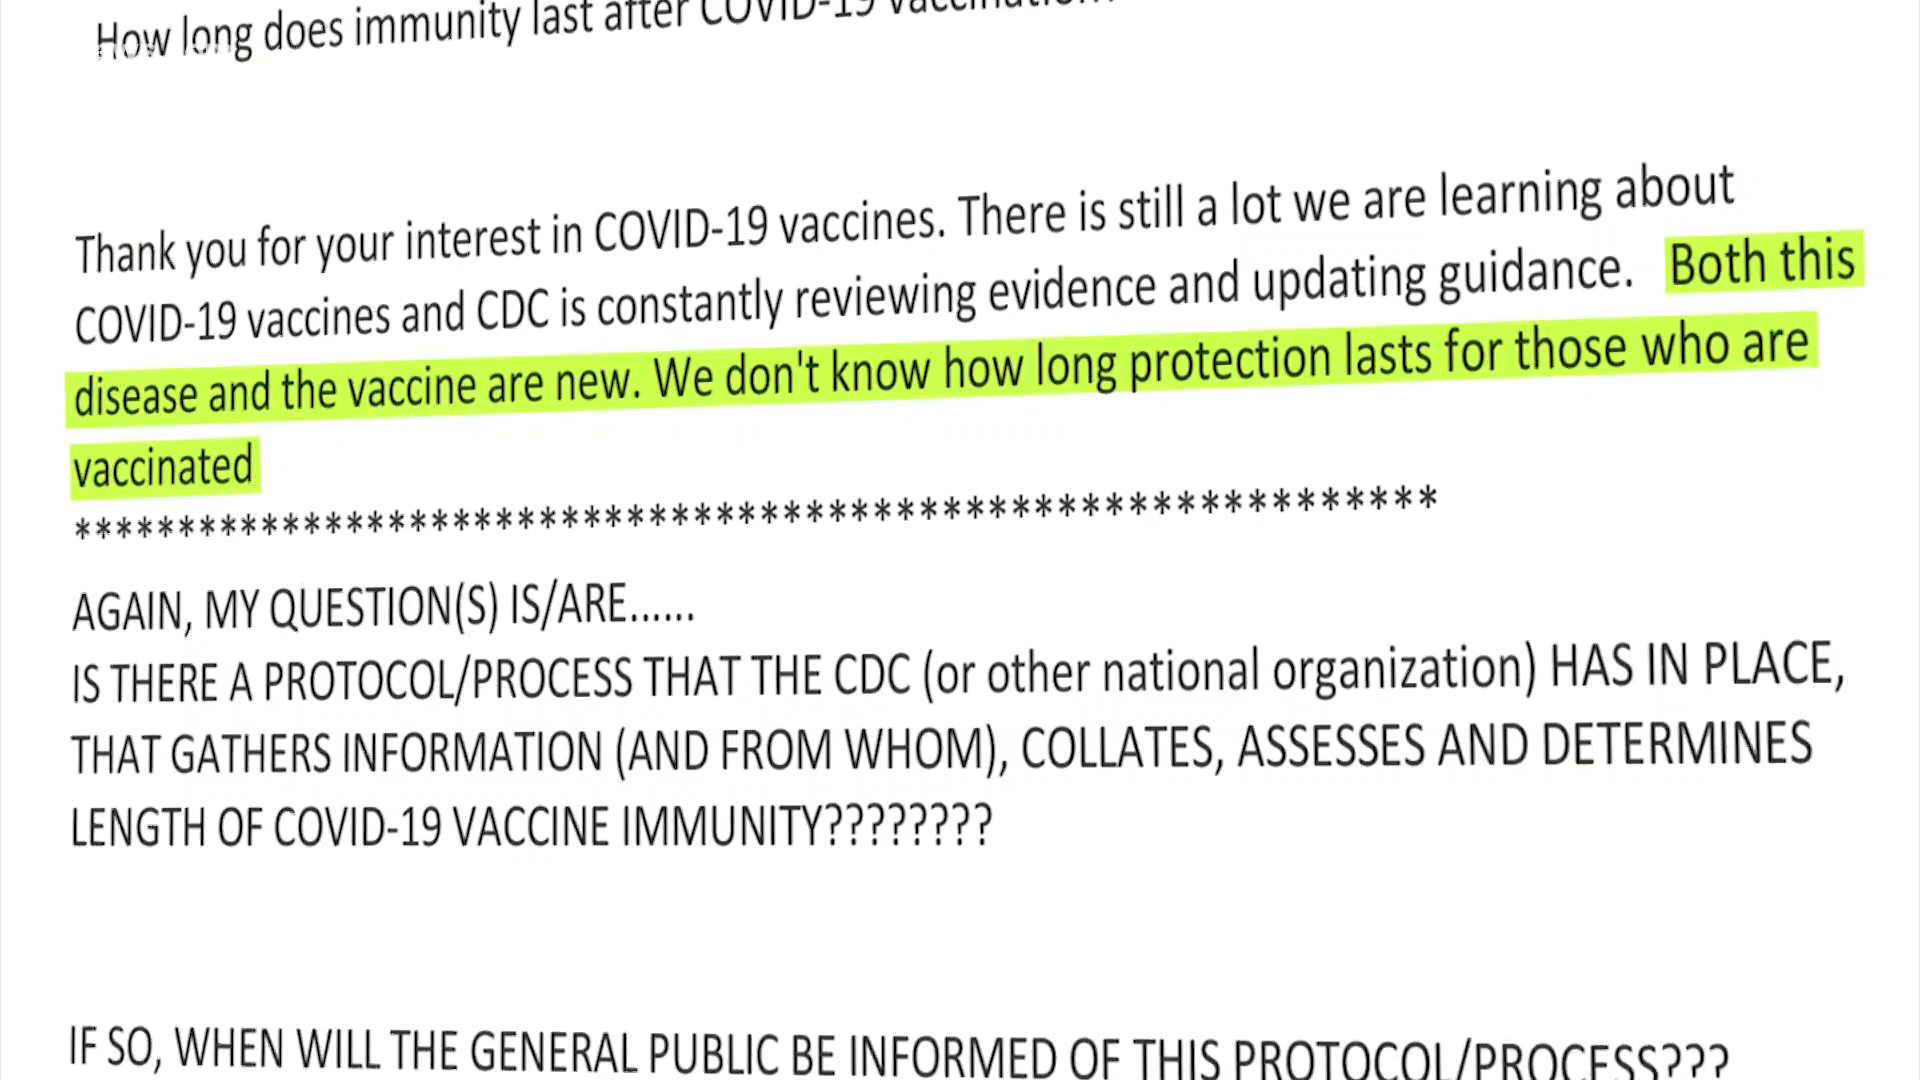 How long does immunity last after COVID-19 vaccination
Thank you for your interest in COVID-19 vaccines. There is still a lot we are learning about
COVID-19 vaccines and CDC is constantly reviewing evidence and updating guidance. Both this
disease and the vaccine are new. We don't know how long protection lasts for those who are
vaccinated
*****************************************************************
AGAIN, MY QUESTION(S) IS/ARE......
IS THERE A PROTOCOL/PROCESS THAT THE CDC (or other national organization) HAS IN PLACE,
THAT GATHERS INFORMATION (AND FROM WHOM), COLLATES, ASSESSES AND DETERMINES
LENGTH OF COVID-19 VACCINE IMMUNITY????????
IF SO, WHEN WILL THE GENERAL PUBLIC BE INFORMED OF THIS PROTOCOL/PROCESS???